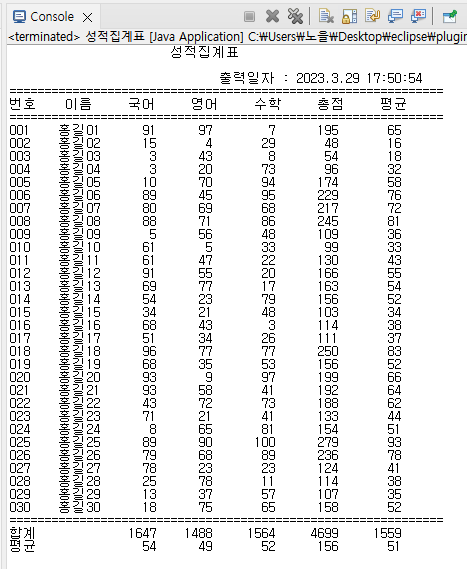 Console
<terminated> 성적집계표 [Java Application] C:₩Users₩노을₩Desktop₩eclipse₩plugin
성적집계표
출력일자 : 2023.3.29 17:50:54
==============================================================
번호 이름 국어 영어 수학 총점 평균
==============================================================
001 홍길01 91 97 7 195 65
002 홍길02 15 4 29 48 16
003 홍길03 3 43 8 54 18
004 홍길04 3 20 73 96 32
005 홍길05 10 70 94 174 58
006 홍길06 89 45 95 229 76
007 홍길07 80 69 68 217 72
008 홍길08 88 71 86 245 81
009 홍길09 5 56 48 109 36
010 홍길10 61 5 33 99 33
011 홍길11 61 47 22 130 43
012 홍길12 91 55 20 166 55
013 홍길13 69 77 17 163 54
014 홍길14 54 23 79 156 52
015 홍길15 34 21 48 103 34
016 홍길16 68 43 3 114 38
017 홍길17 51 34 26 111 37
018 홍길18 96 77 77 250 83
019 홍길19 68 35 53 156 52
020 홍길20 93 9 97 199 66
021 홍길21 93 58 41 192 64
022 홍길22 43 72 73 188 62
023 홍길23 71 21 41 133 44
024 홍길24 8 65 81 154 51
025 홍길25 89 90 100 279 93
026 홍길26 79 68 89 236 78
027 홍길27 78 23 23 124 41
028 홍길28 25 78 11 114 38
029 홍길29 13 37 57 107 35
030 홍길30 18 75 65 158 52
==============================================================
합계 1647 1488 1564 4699 1559
평균 54 49 52 156 51